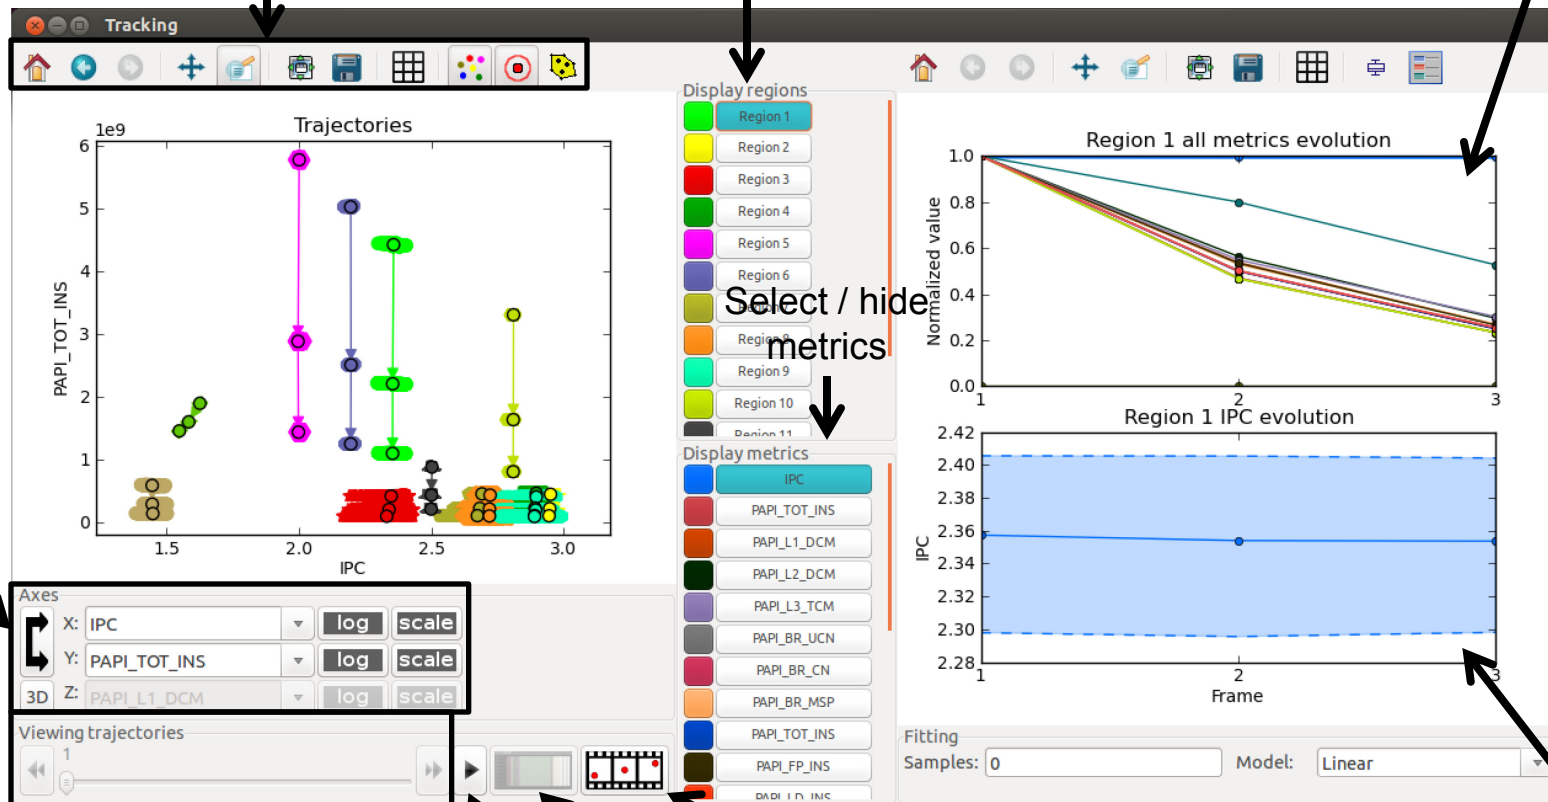 Tracking
Trajectories
1e9
6
5
4
3
2
1
0
PAPI_TOT_INS
1.5
2.0
2.5
3.0
IPC
Axes
X: IPC
log
scale
Y: PAPI_TOT_INS
log
scale
3D
Z: PAPI_L1_DCM
log
scale
Viewing trajectories
1
Display regions
Region 1
Region 2
Region 3
Region 4
Region 5
Region 6
Region 8
Region 9
Region 10
Region 11
Select / hide
metrics
Display metrics
IPC
PAPI_TOT_INS
PAPI_L1_DCM
PAPI_L2_DCM
PAPI_L3_TCM
PAPI_BR_UCN
PAPI_BR_CN
PAPI_BR_MSP
PAPI_TOT_INS
PAPI_FP_INS
PAPI_LD_INS
Region 1 all metrics evolution
Normalized value
1.0
0.8
0.6
0.4
0.2
0.0
1
2
3
Region 1 IPC evolution
IPC
2.42
2.40
2.38
2.36
2.34
2.32
2.30
2.28
1
2
3
Frame
Fitting
Samples: 0
Model: Linear